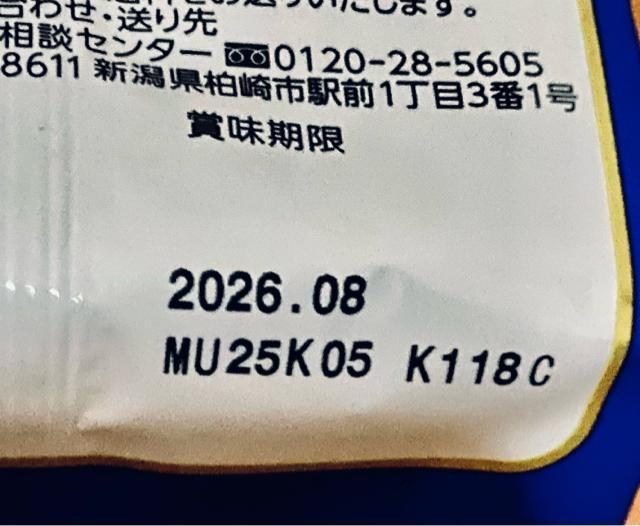 合わせ・送り先
相談センター 0120-28-5605
8611 新潟県柏崎市駅前1丁目3番1号
賞味期限
2026.08
MU25K05 K118C